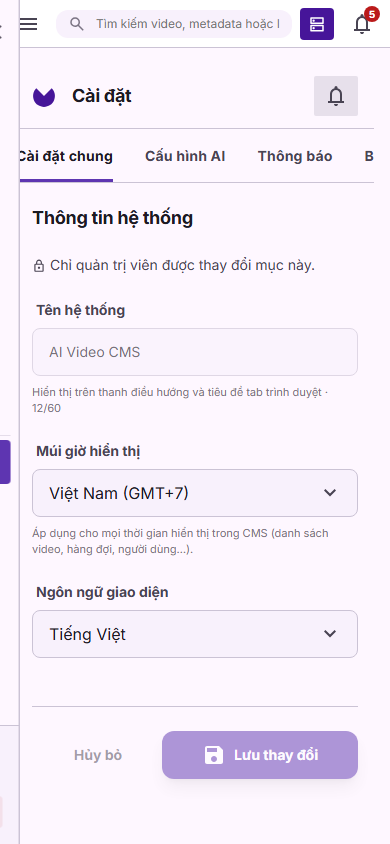 Tìm kiếm video, metadata hoặc I
5
Cài đặt
Cài đặt chung
Cấu hình AI
Thông báo
B
Thông tin hệ thống
Chỉ quản trị viên được thay đổi mục này.
Tên hệ thống
AI Video CMS
Hiển thị trên thanh điều hướng và tiêu đề tab trình duyệt ·
12/60
Múi giờ hiển thị
Việt Nam (GMT+7)
Áp dụng cho mọi thời gian hiển thị trong CMS (danh sách
video, hàng đợi, người dùng...).
Ngôn ngữ giao diện
Tiếng Việt
Hủy bỏ
Lưu thay đổi